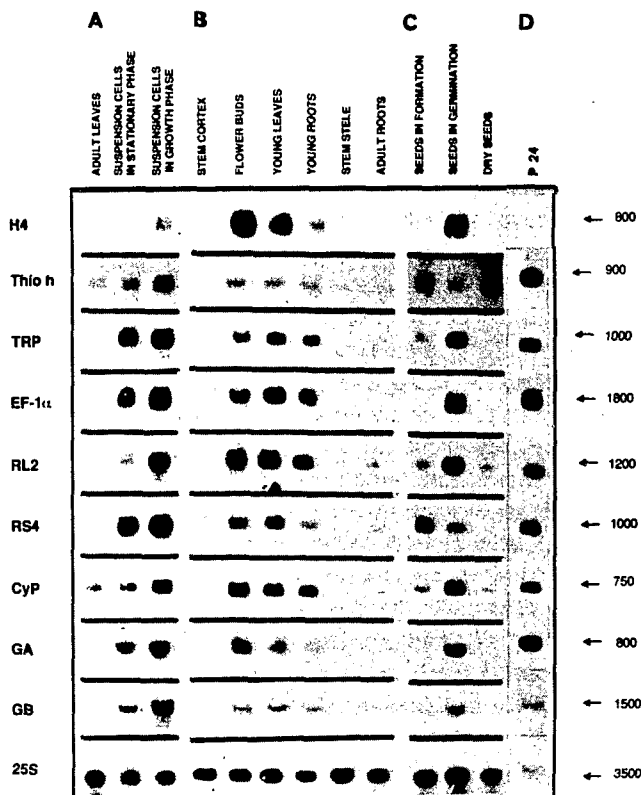 A B C D
ADULT LEAVES
SUSPENSION CELLS
IN STATIONARY PHASE
SUSPENSION CELLS
IN GROWTH PHASE
STEM CORTEX
FLOWER BUDS
YOUNG LEAVES
YOUNG ROOTS
STEM STELE
ADULT ROOTS
SEEDS IN FORMATION
SEEDS IN GERMINATION
DRY SEEDS
P 24
H4 ← 800
Thio h ← 900
TRP ← 1000
EF-1α ← 1800
RL2 ← 1200
RS4 ← 1000
CyP ← 750
GA ← 800
GB ← 1500
25S ← 3500